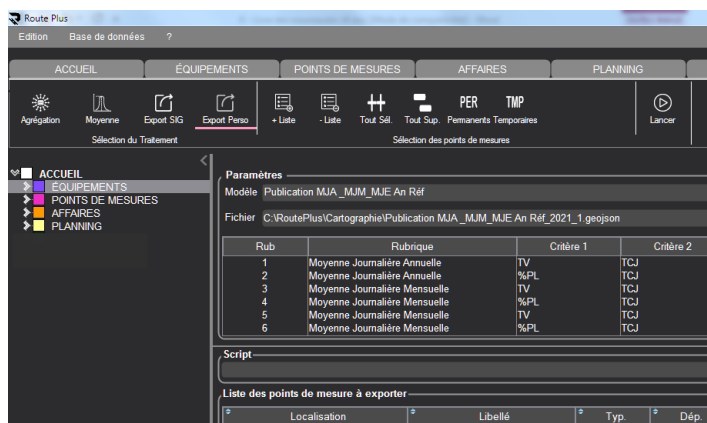 Route Plus
Edition Base de données ?
ACCUEIL ÉQUIPEMENTS POINTS DE MESURES AFFAIRES PLANNING
Agrégation Moyenne Export SIG Export Perso + Liste - Liste Tout Sél. Tout Sup. PER Permanents TMP Temporaires Lancer
Sélection du Traitement Sélection des points de mesures
ACCUEIL
ÉQUIPEMENTS
POINTS DE MESURES
AFFAIRES
PLANNING
Paramètres
Modèle Publication MJA _MJM_MJE An Réf
Fichier C:\RoutePlus\Cartographie\Publication MJA _MJM_MJE An Réf_2021_1.geojson
Rub Rubrique Critère 1 Critère 2
1 Moyenne Journalière Annuelle TV TCJ
2 Moyenne Journalière Annuelle %PL TCJ
3 Moyenne Journalière Mensuelle TV TCJ
4 Moyenne Journalière Mensuelle %PL TCJ
5 Moyenne Journalière Mensuelle TV TCJ
6 Moyenne Journalière Mensuelle %PL TCJ
Script
Liste des points de mesure à exporter
Localisation Libellé Typ. Dép.